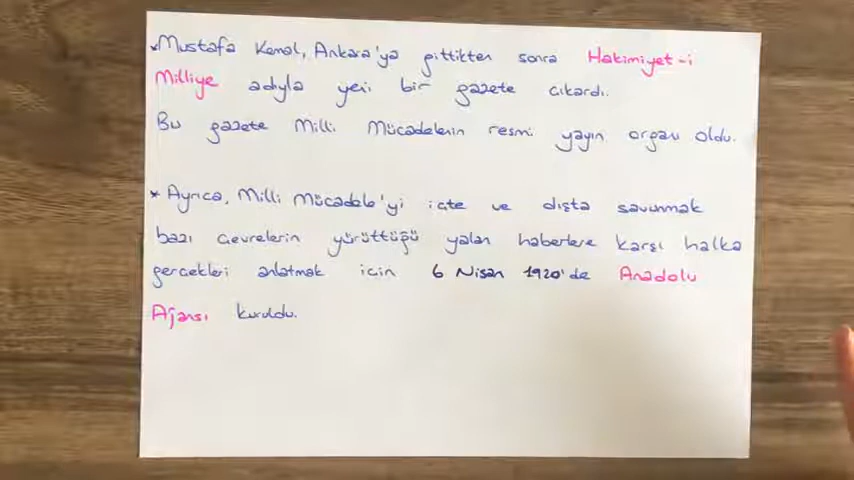 * Mustafa Kemal, Ankara'ya gittikten sonra Hakimiyet-i
Milliye adıyla yeni bir gazete çıkardı.
Bu gazete Milli Mücadelenin resmi yayın organı oldu.
* Ayrıca, Milli Mücadele'yi içte ve dışta savunmak
bazı çevrelerin yürüttüğü yalan haberlere karşı halka
gerçekleri anlatmak için 6 Nisan 1920'de Anadolu
Ajansı kuruldu.